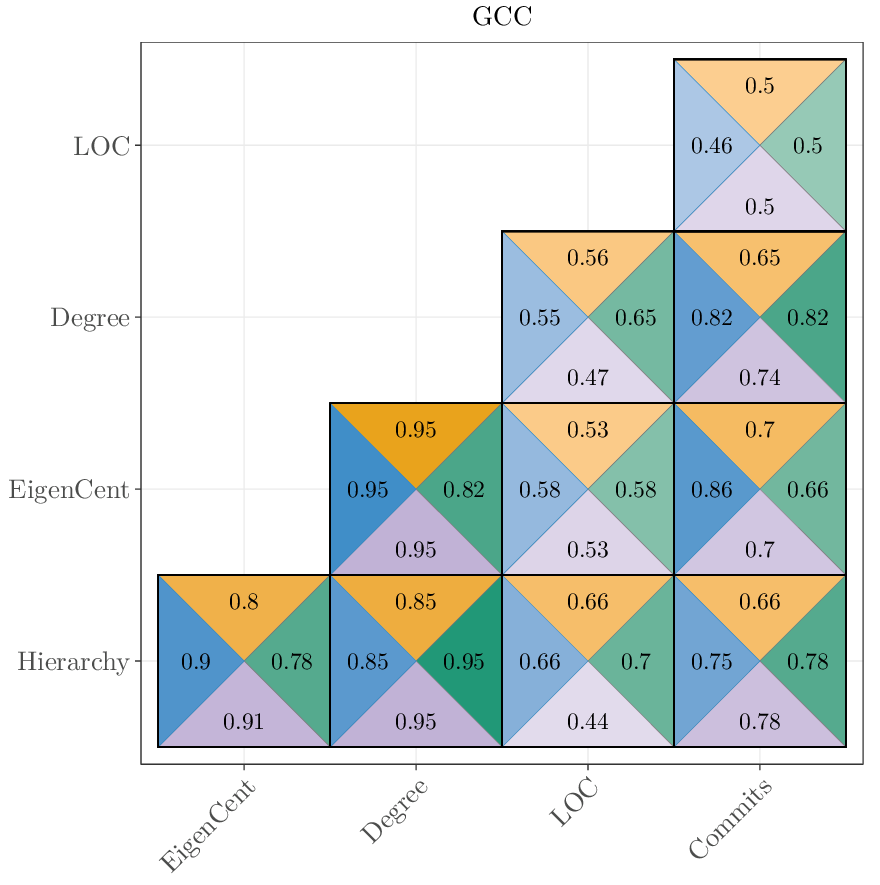 GCC
0.5
LOC 0.46 0.5
0.5
0.56 0.65
Degree 0.55 0.65 0.82 0.82
0.47 0.74
0.95 0.53 0.7
EigenCent 0.95 0.82 0.58 0.58 0.86 0.66
0.95 0.53 0.7
0.8 0.85 0.66 0.66
Hierarchy 0.9 0.78 0.85 0.95 0.66 0.7 0.75 0.78
0.91 0.95 0.44 0.78
EigenCent Degree LOC Commits